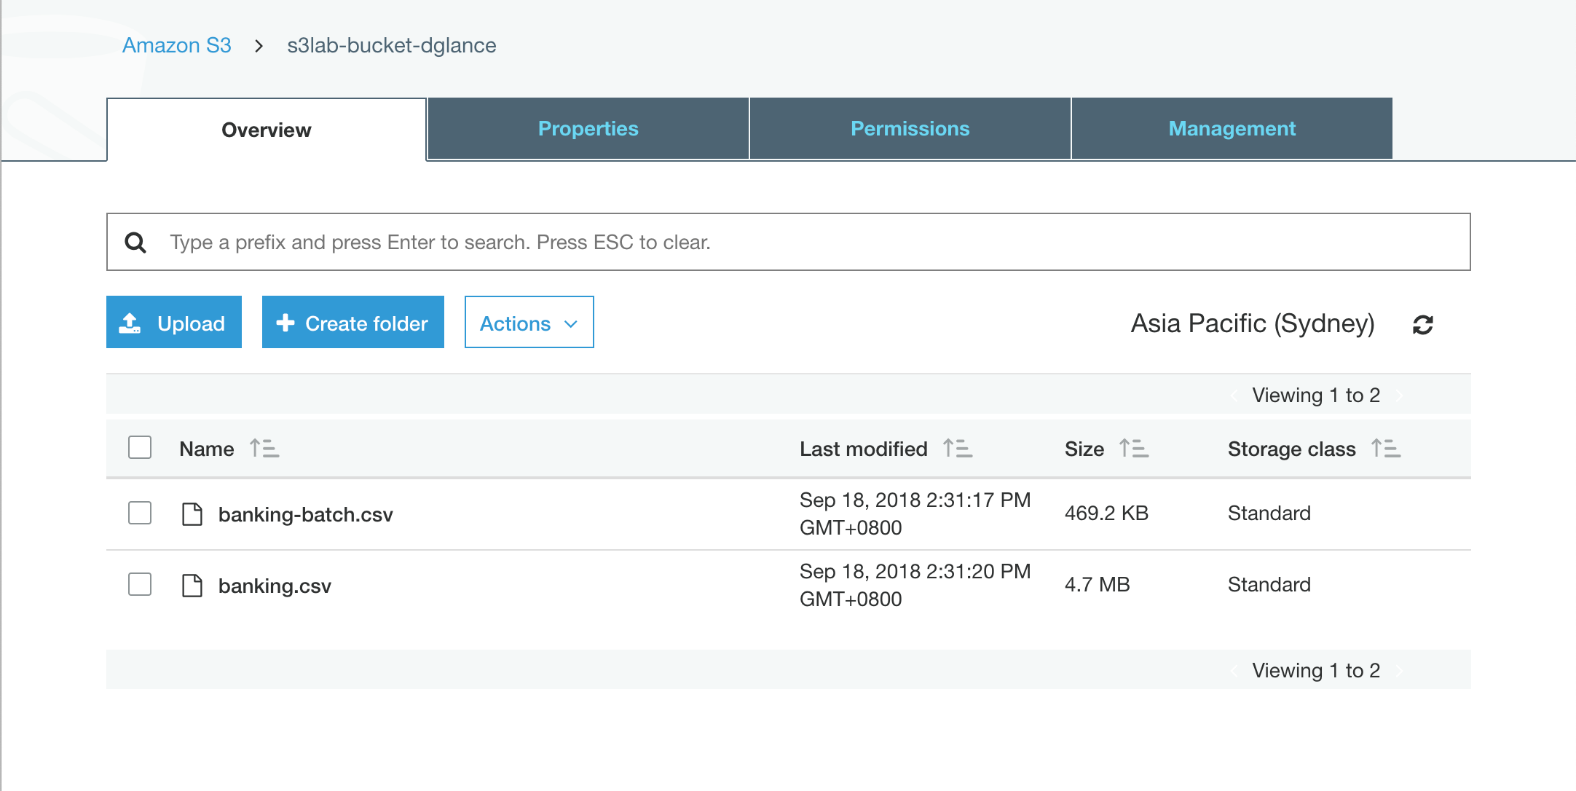 Amazon S3 > s3lab-bucket-dglance
Overview Properties Permissions Management
Type a prefix and press Enter to search. Press ESC to clear.
Upload Create folder Actions Asia Pacific (Sydney)
Viewing 1 to 2
Name Last modified Size Storage class
banking-batch.csv Sep 18, 2018 2:31:17 PM GMT+0800 469.2 KB Standard
banking.csv Sep 18, 2018 2:31:20 PM GMT+0800 4.7 MB Standard
Viewing 1 to 2